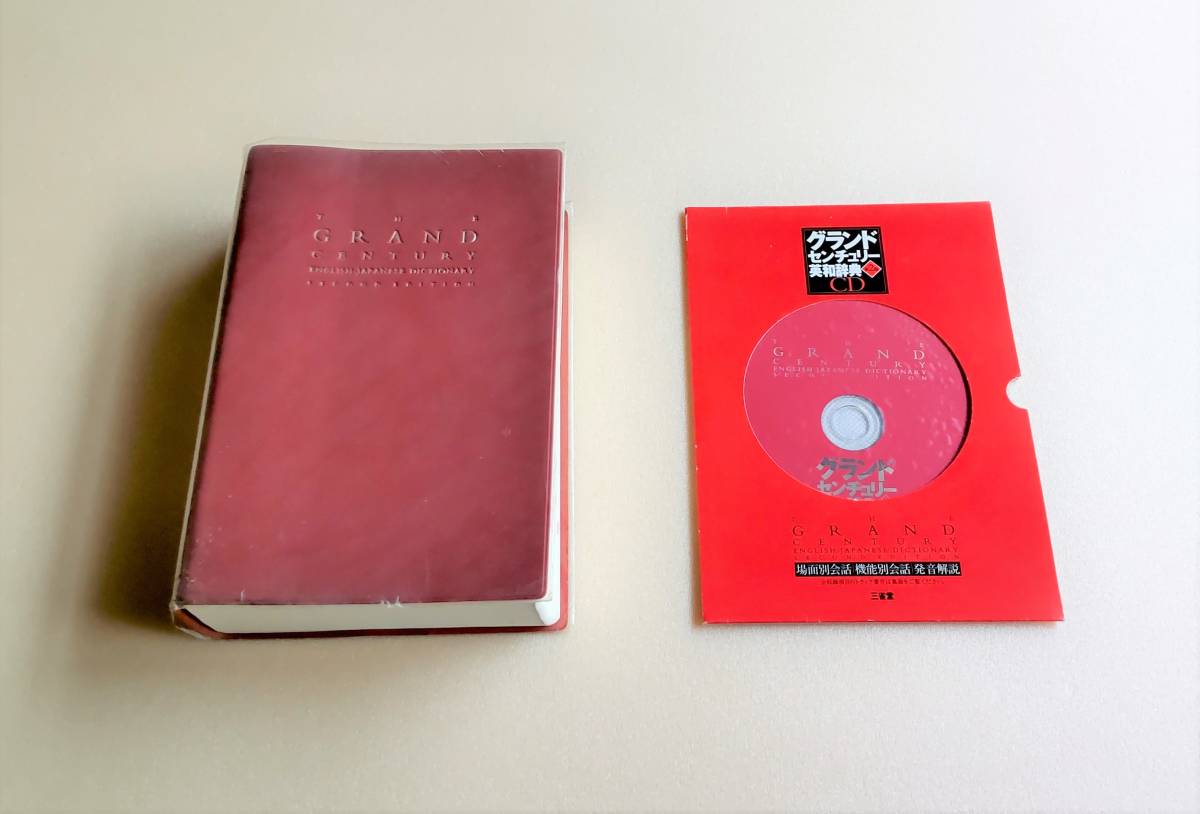 THE
GRAND
CENTURY
ENGLISH-JAPANESE DICTIONARY
SECOND EDITION
グランド
センチュリー
英和辞典
CD
THE
GRAND
CENTURY
ENGLISH-JAPANESE DICTIONARY
グランド
センチュリー
THE
GRAND
CENTURY
ENGLISH-JAPANESE DICTIONARY
SECOND EDITION
場面別会話 機能別会話 発音解説
三省堂